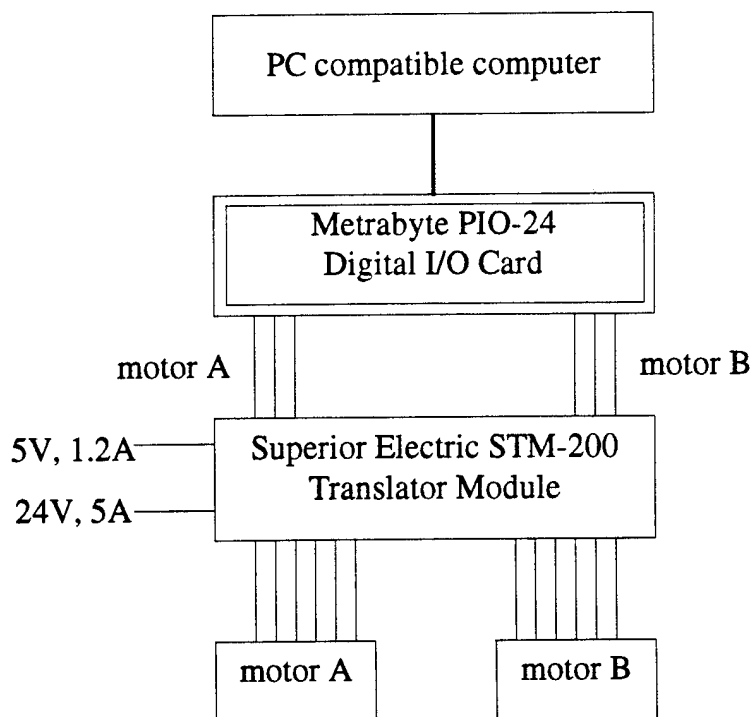 PC compatible computer
Metrabyte PIO-24
Digital I/O Card
motor A
motor B
5V, 1.2A
Superior Electric STM-200
Translator Module
24V, 5A
motor A
motor B